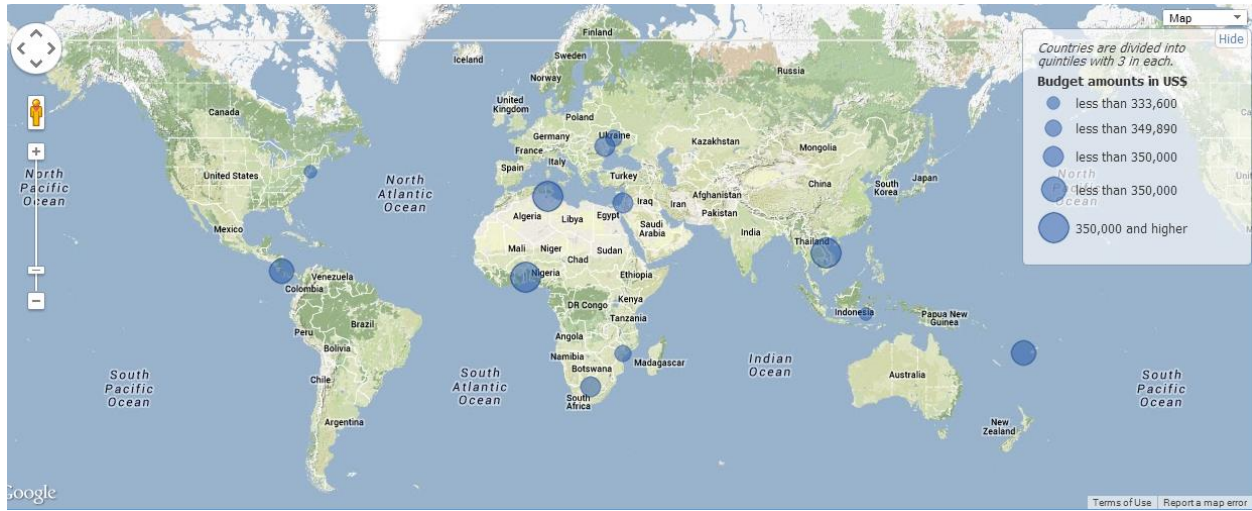 Map
Hide
Countries are divided into
quintiles with 3 in each.
Budget amounts in US$
less than 333,600
less than 349,890
less than 350,000
less than 350,000
350,000 and higher
Finland
Iceland
Sweden
Norway
Russia
United
Kingdom
Canada
Poland
Ukraine
Germany
Kazakhstan
Mongolia
France
Italy
Spain
Turkey
United States
China
South
Korea
Japan
North
Pacific
Ocean
North
Atlantic
Ocean
Afghanistan
Iraq
Iran
Pakistan
Algeria
Libya
Egypt
Saudi
Arabia
India
Mexico
Mali
Niger
Chad
Sudan
Thailand
Venezuela
Colombia
Nigeria
Ethiopia
DR Congo
Kenya
Tanzania
Indonesia
Papua New
Guinea
Peru
Brazil
Bolivia
Angola
Namibia
Botswana
Madagascar
Indian
Ocean
Chile
South
Pacific
Ocean
South
Atlantic
Ocean
South
Africa
Australia
South
Pacific
Ocean
Argentina
New
Zealand
Google
Terms of Use
Report a map error